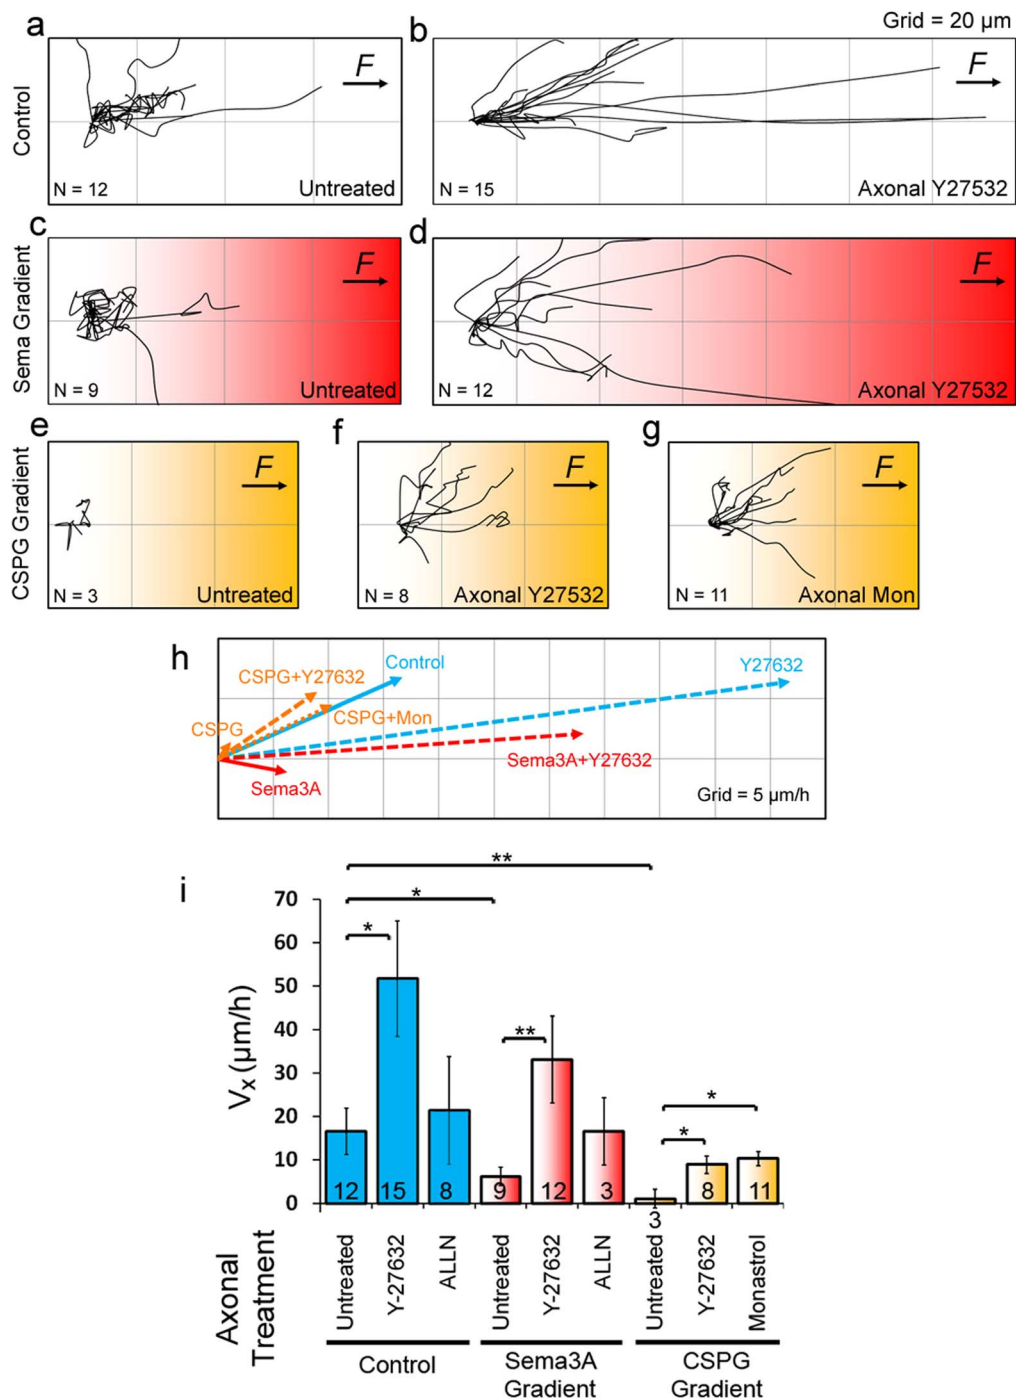 a
b
Grid = 20 µm
Control
F
N = 12
Untreated
F
N = 15
Axonal Y27532
c
d
Sema Gradient
F
N = 9
Untreated
F
N = 12
Axonal Y27532
e
f
g
CSPG Gradient
F
N = 3
Untreated
F
N = 8
Axonal Y27532
F
N = 11
Axonal Mon
h
Control
Y27632
CSPG+Y27632
CSPG+Mon
CSPG
Sema3A+Y27632
Sema3A
Grid = 5 µm/h
i
**
*
*
**
*
*
Vx (µm/h)
70
60
50
40
30
20
10
0
12
15
8
9
12
3
3
8
11
Axonal
Treatment
Untreated
Y-27632
ALLN
Untreated
Y-27632
ALLN
Untreated
Y-27632
Monastrol
Control
Sema3A
Gradient
CSPG
Gradient